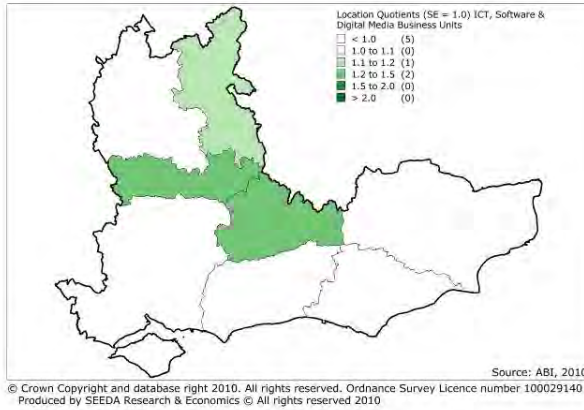 Location Quotients (SE = 1.0) ICT, Software &
Digital Media Business Units
< 1.0 (5)
1.0 to 1.1 (0)
1.1 to 1.2 (1)
1.2 to 1.5 (2)
1.5 to 2.0 (0)
> 2.0 (0)
Source: ABI, 2010
© Crown Copyright and database right 2010. All rights reserved. Ordnance Survey Licence number 100029140.
Produced by SEEDA Research & Economics © All rights reserved 2010